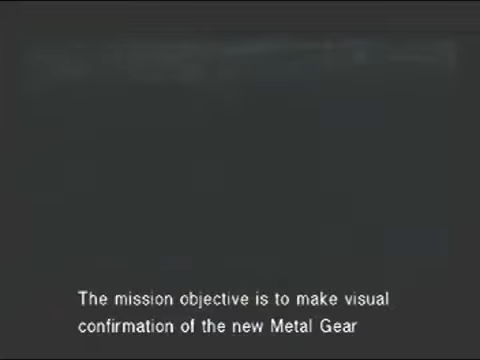 The mission objective is to make visual
confirmation of the new Metal Gear